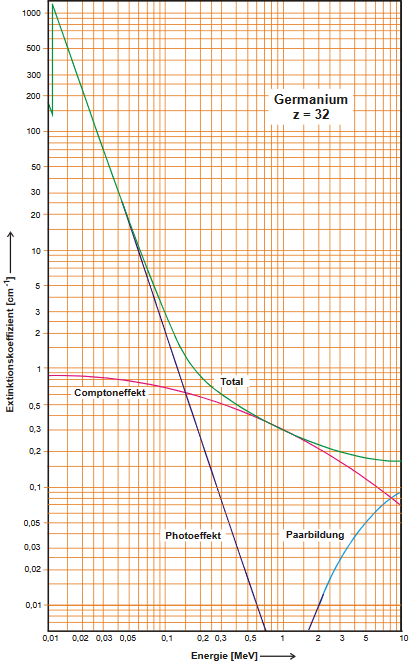 1000
500
300
200
100
50
30
20
10
5
3
2
1
0,5
0,3
0,2
0,1
0,05
0,03
0,02
0,01
Extinktionskoeffizient [cm⁻¹]
Germanium
z = 32
Total
Comptoneffekt
Photoeffekt
Paarbildung
0,01 0,02 0,03 0,05 0,1 0,2 0,3 0,5 1 2 3 5 10
Energie [MeV]